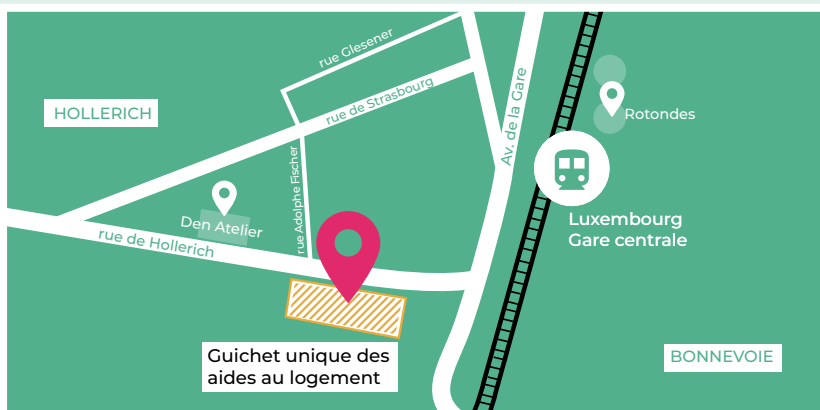 rue Glesener
rue de Strasbourg
Av. de la Gare
HOLLERICH
Rotondes
rue Adolphe Fischer
Den Atelier
rue de Hollerich
Luxembourg
Gare centrale
Guichet unique des
aides au logement
BONNEVOIE